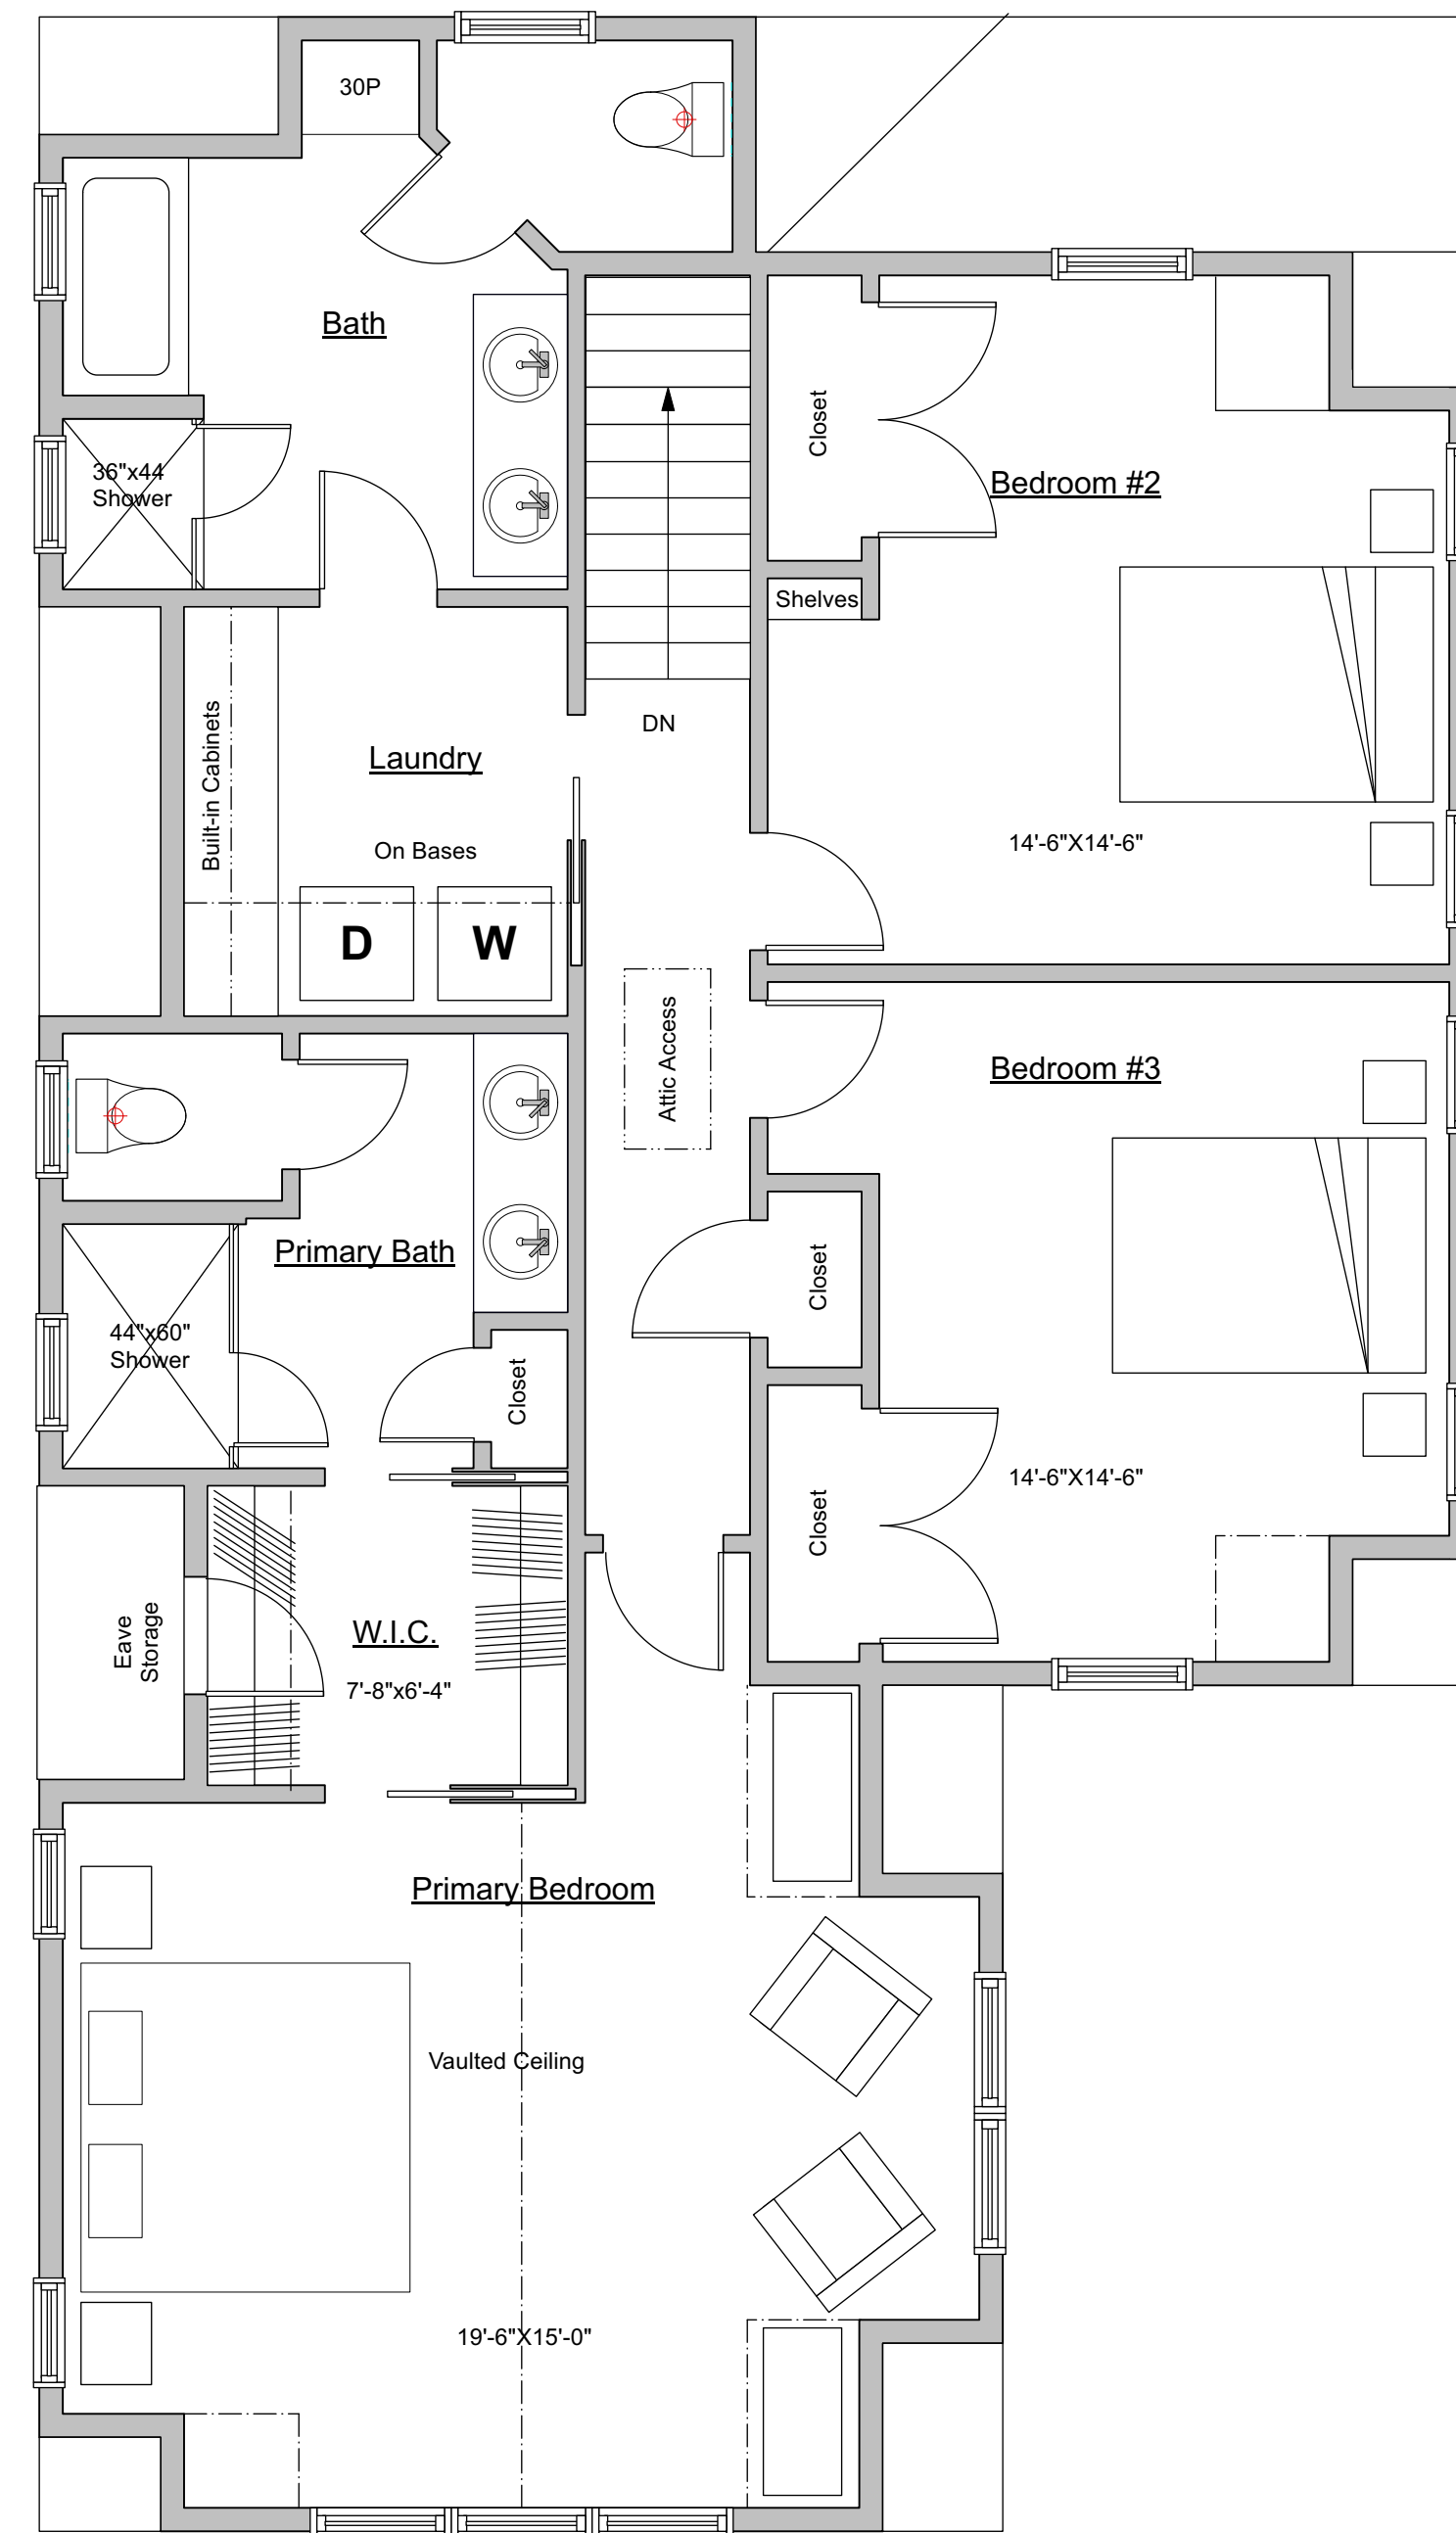 30P
Bath
36"x44
Shower
Closet
Bedroom #2
Shelves
DN
Laundry
Built-in Cabinets
On Bases
14'-6"X14'-6"
D
W
Attic Access
Bedroom #3
Primary Bath
Closet
44"x60"
Shower
Closet
14'-6"X14'-6"
Closet
Eave
Storage
W.I.C.
7'-8"x6'-4"
Primary Bedroom
Vaulted Ceiling
19'-6"X15'-0"